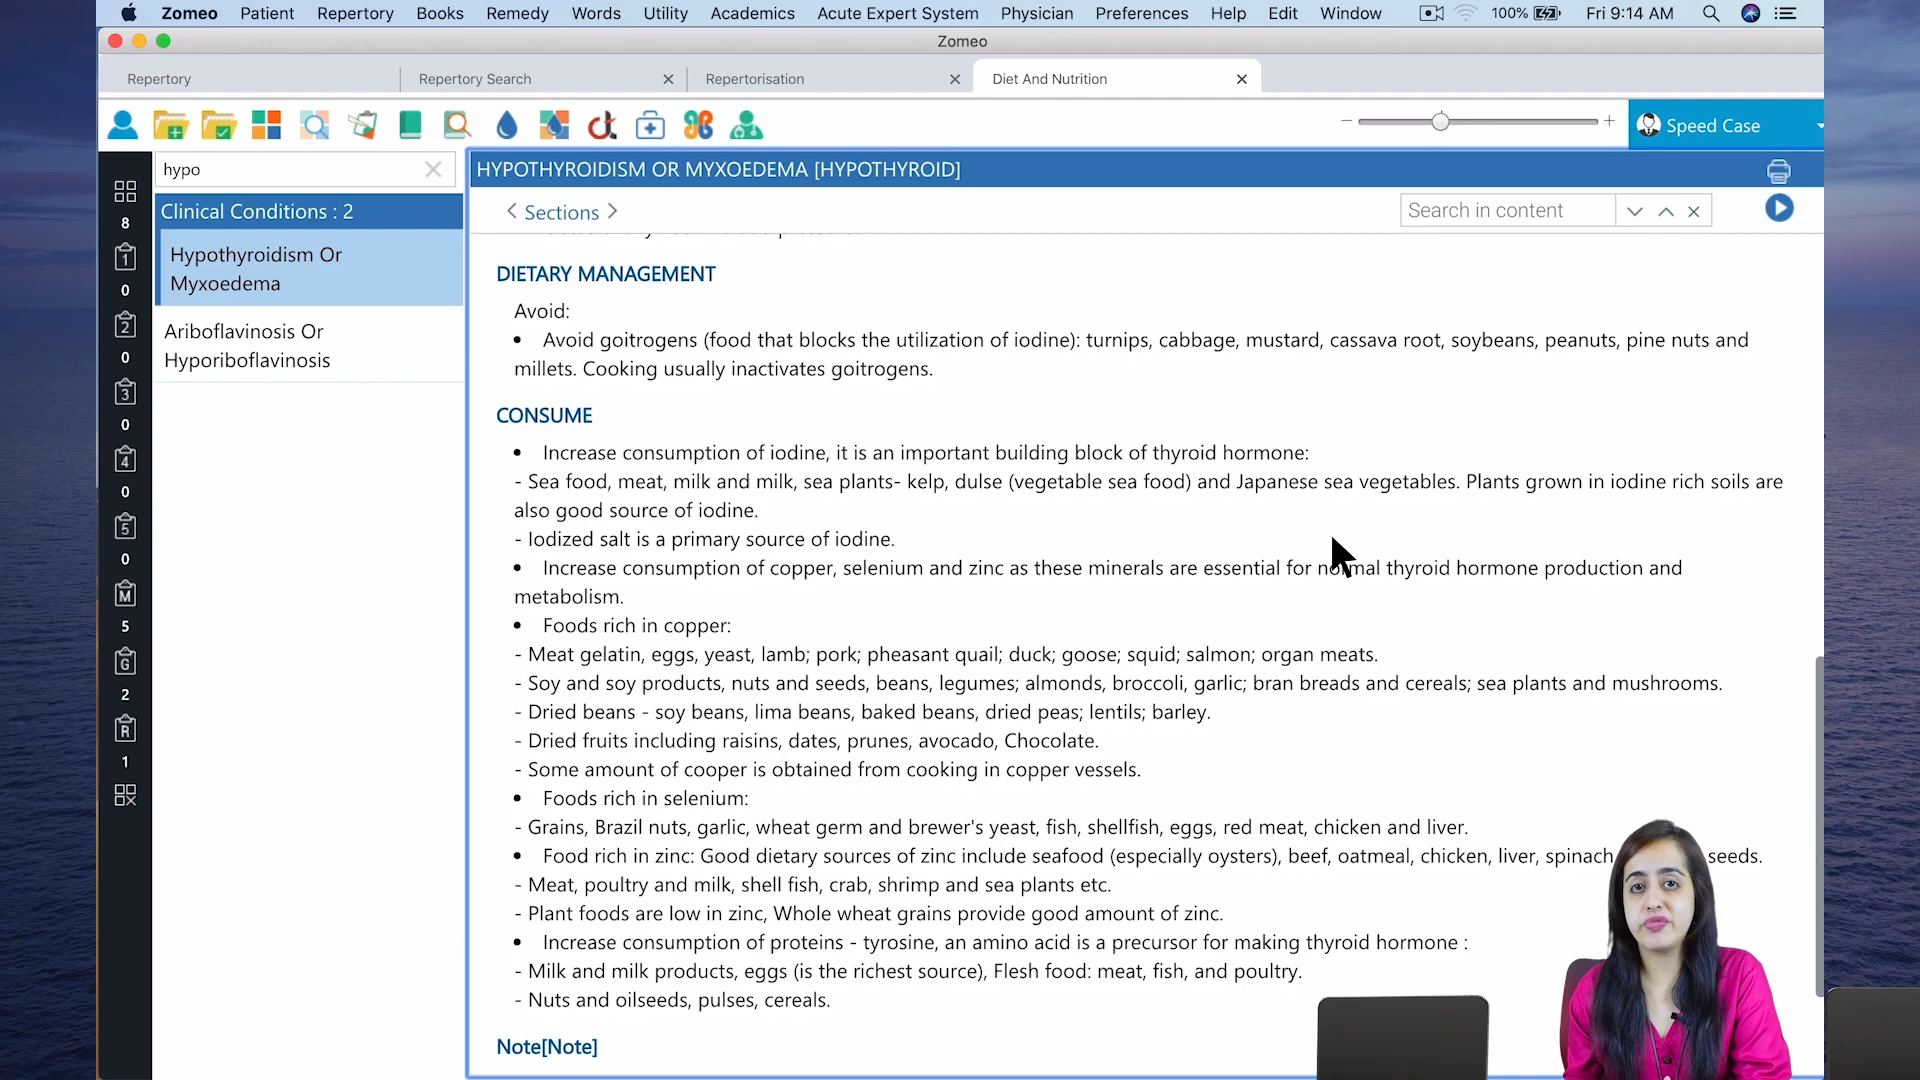 Zomeo Patient Repertory Books Remedy Words Utility Academics Acute Expert System Physician Preferences Help Edit Window 100% Fri 9:14 AM
Zomeo
Repertory Repertory Search Repertorisation Diet And Nutrition
Speed Case
hypo
HYPOTHYROIDISM OR MYXOEDEMA [HYPOTHYROID]
Clinical Conditions : 2
Sections
Search in content
Hypothyroidism Or
Myxoedema
Ariboflavinosis Or
Hyporiboflavinosis
8
1
0
2
0
3
0
4
0
5
0
M
5
G
2
R
1
DIETARY MANAGEMENT
Avoid:
• Avoid goitrogens (food that blocks the utilization of iodine): turnips, cabbage, mustard, cassava root, soybeans, peanuts, pine nuts and
millets. Cooking usually inactivates goitrogens.
CONSUME
• Increase consumption of iodine, it is an important building block of thyroid hormone:
- Sea food, meat, milk and milk, sea plants- kelp, dulse (vegetable sea food) and Japanese sea vegetables. Plants grown in iodine rich soils are
also good source of iodine.
- Iodized salt is a primary source of iodine.
• Increase consumption of copper, selenium and zinc as these minerals are essential for normal thyroid hormone production and
metabolism.
• Foods rich in copper:
- Meat gelatin, eggs, yeast, lamb; pork; pheasant quail; duck; goose; squid; salmon; organ meats.
- Soy and soy products, nuts and seeds, beans, legumes; almonds, broccoli, garlic; bran breads and cereals; sea plants and mushrooms.
- Dried beans - soy beans, lima beans, baked beans, dried peas; lentils; barley.
- Dried fruits including raisins, dates, prunes, avocado, Chocolate.
- Some amount of cooper is obtained from cooking in copper vessels.
• Foods rich in selenium:
- Grains, Brazil nuts, garlic, wheat germ and brewer's yeast, fish, shellfish, eggs, red meat, chicken and liver.
• Food rich in zinc: Good dietary sources of zinc include seafood (especially oysters), beef, oatmeal, chicken, liver, spinach seeds.
- Meat, poultry and milk, shell fish, crab, shrimp and sea plants etc.
- Plant foods are low in zinc, Whole wheat grains provide good amount of zinc.
• Increase consumption of proteins - tyrosine, an amino acid is a precursor for making thyroid hormone :
- Milk and milk products, eggs (is the richest source), Flesh food: meat, fish, and poultry.
- Nuts and oilseeds, pulses, cereals.
Note[Note]